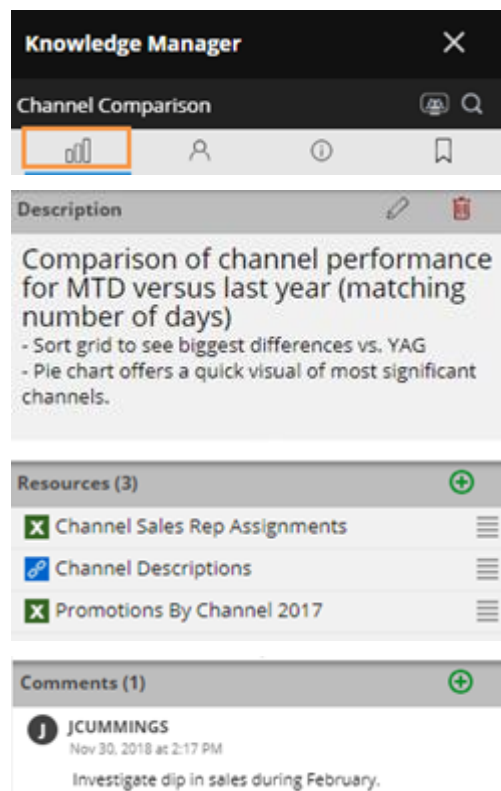 Knowledge Manager
Channel Comparison
Description
Comparison of channel performance
for MTD versus last year (matching
number of days)
- Sort grid to see biggest differences vs. YAG
- Pie chart offers a quick visual of most significant
channels.
Resources (3)
Channel Sales Rep Assignments
Channel Descriptions
Promotions By Channel 2017
Comments (1)
J JCUMMINGS
Nov 30, 2018 at 2:17 PM
Investigate dip in sales during February.